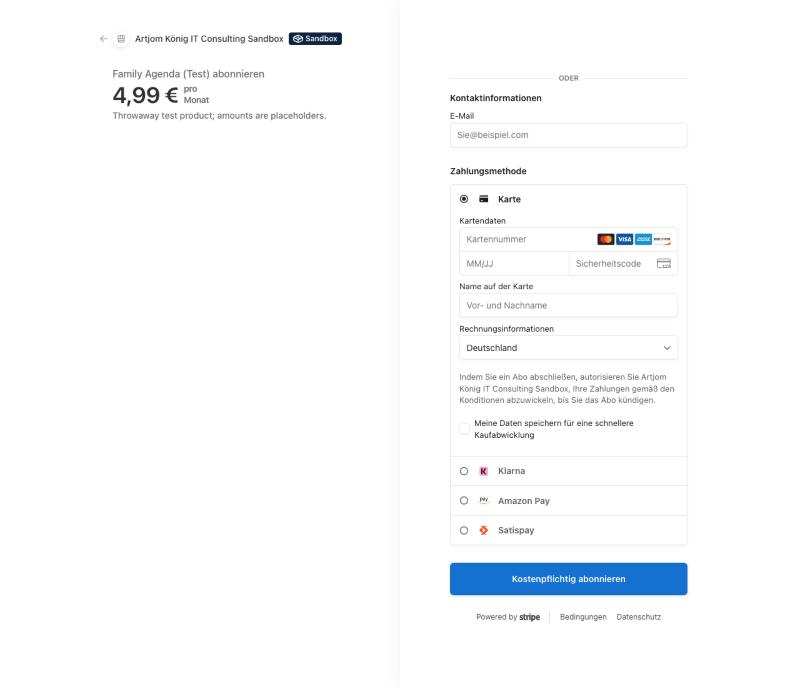 Artjom König IT Consulting Sandbox Sandbox
Family Agenda (Test) abonnieren
4,99 € pro Monat
Throwaway test product; amounts are placeholders.
ODER
Kontaktinformationen
E-Mail
Sie@beispiel.com
Zahlungsmethode
Karte
Kartendaten
Kartennummer VISA
MM/JJ Sicherheitscode
Name auf der Karte
Vor- und Nachname
Rechnungsinformationen
Deutschland
Indem Sie ein Abo abschließen, autorisieren Sie Artjom
König IT Consulting Sandbox, Ihre Zahlungen gemäß den
Konditionen abzuwickeln, bis Sie das Abo kündigen.
Meine Daten speichern für eine schnellere
Kaufabwicklung
K Klarna
pay Amazon Pay
Satispay
Kostenpflichtig abonnieren
Powered by stripe Bedingungen Datenschutz